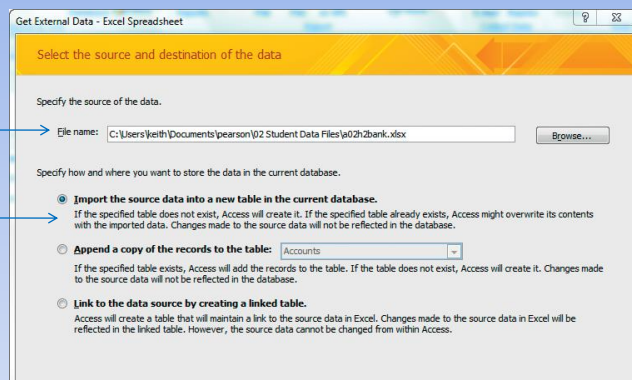 Get External Data - Excel Spreadsheet
Select the source and destination of the data
Specify the source of the data.
File name: C:\Users\keith\Documents\pearson\02 Student Data Files\a02h2bank.xlsx Browse...
Specify how and where you want to store the data in the current database.
Import the source data into a new table in the current database.
If the specified table does not exist, Access will create it. If the specified table already exists, Access might overwrite its contents
with the imported data. Changes made to the source data will not be reflected in the database.
Append a copy of the records to the table: Accounts
If the specified table exists, Access will add the records to the table. If the table does not exist, Access will create it. Changes made
to the source data will not be reflected in the database.
Link to the data source by creating a linked table.
Access will create a table that will maintain a link to the source data in Excel. Changes made to the source data in Excel will be
reflected in the linked table. However, the source data cannot be changed from within Access.